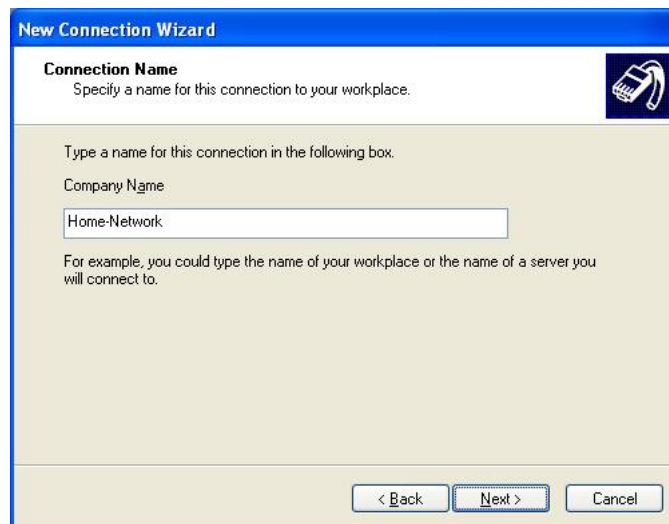 New Connection Wizard
Connection Name
Specify a name for this connection to your workplace.
Type a name for this connection in the following box.
Company Name
Home-Network
For example, you could type the name of your workplace or the name of a server you
will connect to.
< Back Next > Cancel